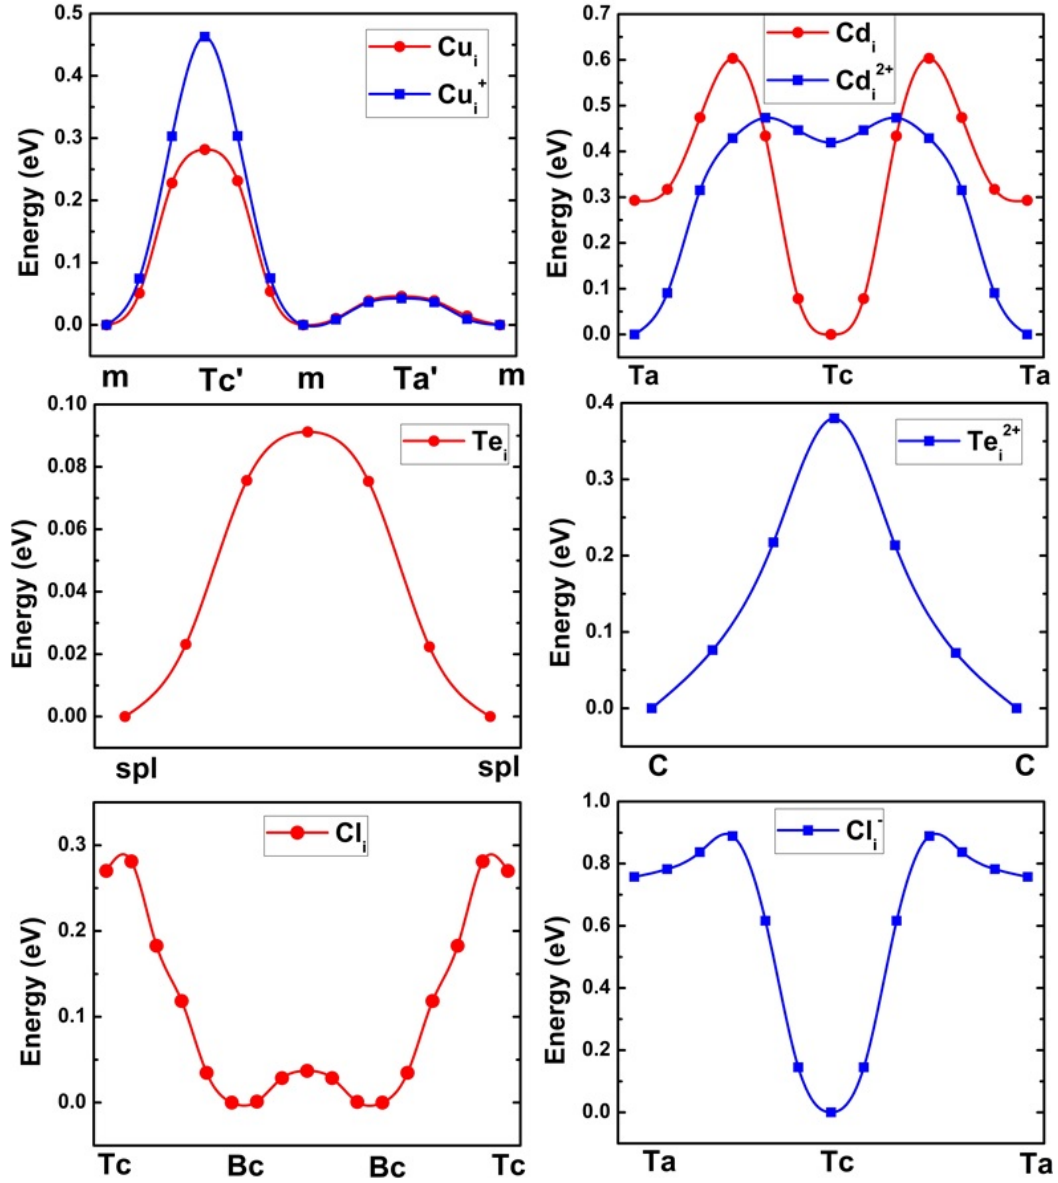 0.5
0.4
0.3
0.2
0.1
0.0
Energy (eV)
Cu_i
Cu_i^+
m Tc' m Ta' m
0.7
0.6
0.5
0.4
0.3
0.2
0.1
0.0
Energy (eV)
Cd_i
Cd_i^2+
Ta Tc Ta
0.10
0.08
0.06
0.04
0.02
0.00
Energy (eV)
Te_i
spl spl
0.4
0.3
0.2
0.1
0.0
Energy (eV)
Te_i^2+
C C
0.3
0.2
0.1
0.0
Energy (eV)
Cl_i
Tc Bc Bc Tc
1.0
0.8
0.6
0.4
0.2
0.0
Energy (eV)
Cl_i^-
Ta Tc Ta